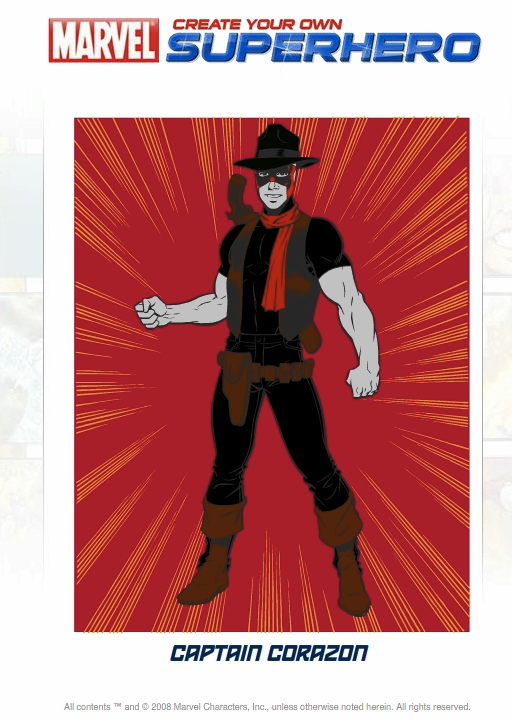 MARVEL
CREATE YOUR OWN
SUPERHERO
CAPTAIN CORAZON
All contents ™ and © 2008 Marvel Characters, Inc., unless otherwise noted herein. All rights reserved.